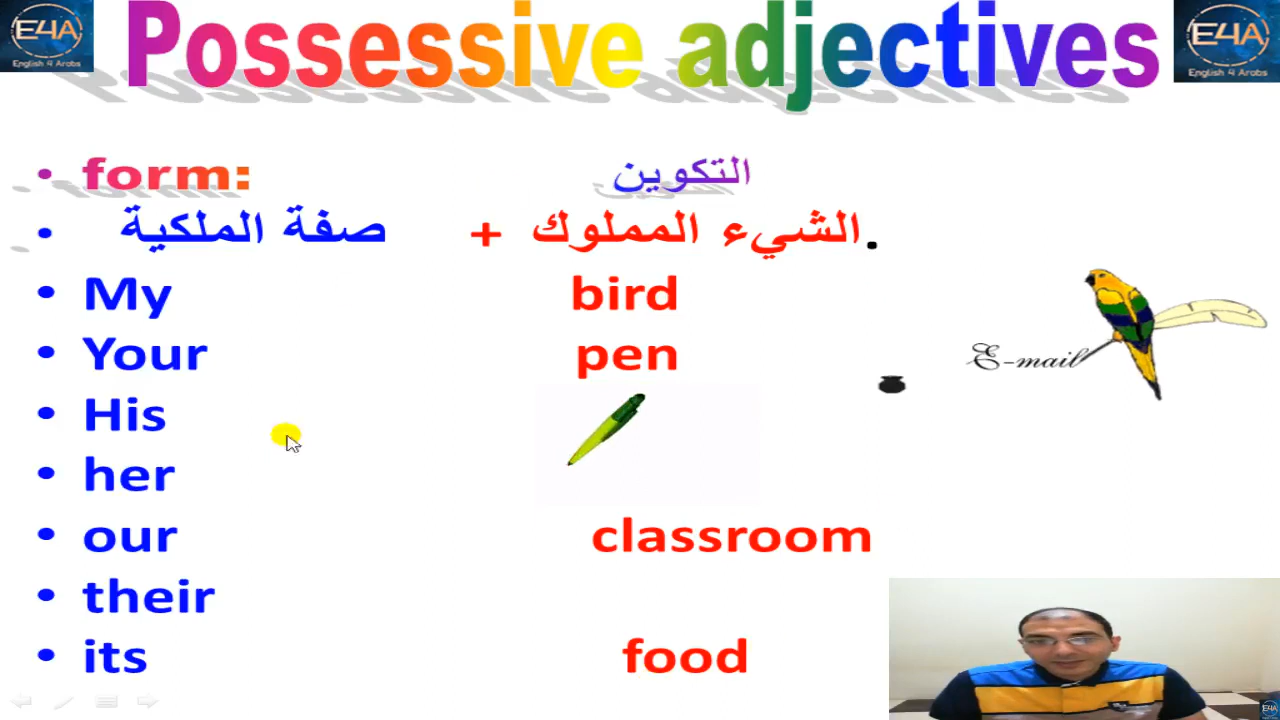 E4A
English 4 Arabs
Possessive adjectives
E4A
English 4 Arabs
• form: التكوين
• صفة الملكية + الشيء المملوك.
• My bird
• Your pen
E-mail
• His
• her
• our classroom
• their
• its food
E4A